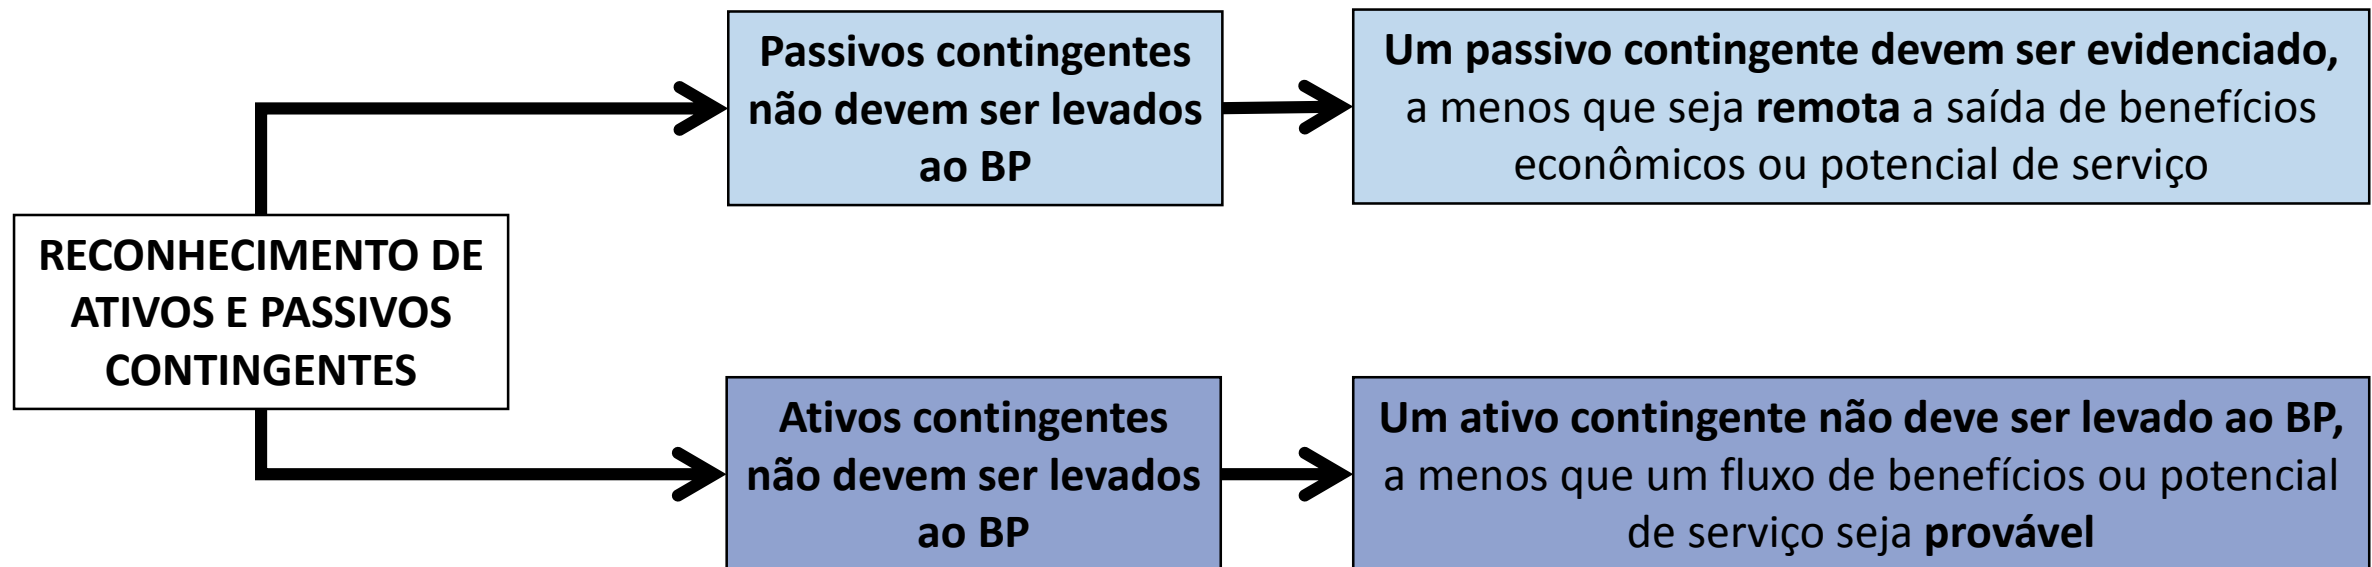 RECONHECIMENTO DE
ATIVOS E PASSIVOS
CONTINGENTES
Passivos contingentes
não devem ser levados
ao BP
Um passivo contingente devem ser evidenciado,
a menos que seja remota a saída de benefícios
econômicos ou potencial de serviço
Ativos contingentes
não devem ser levados
ao BP
Um ativo contingente não deve ser levado ao BP,
a menos que um fluxo de benefícios ou potencial
de serviço seja provável